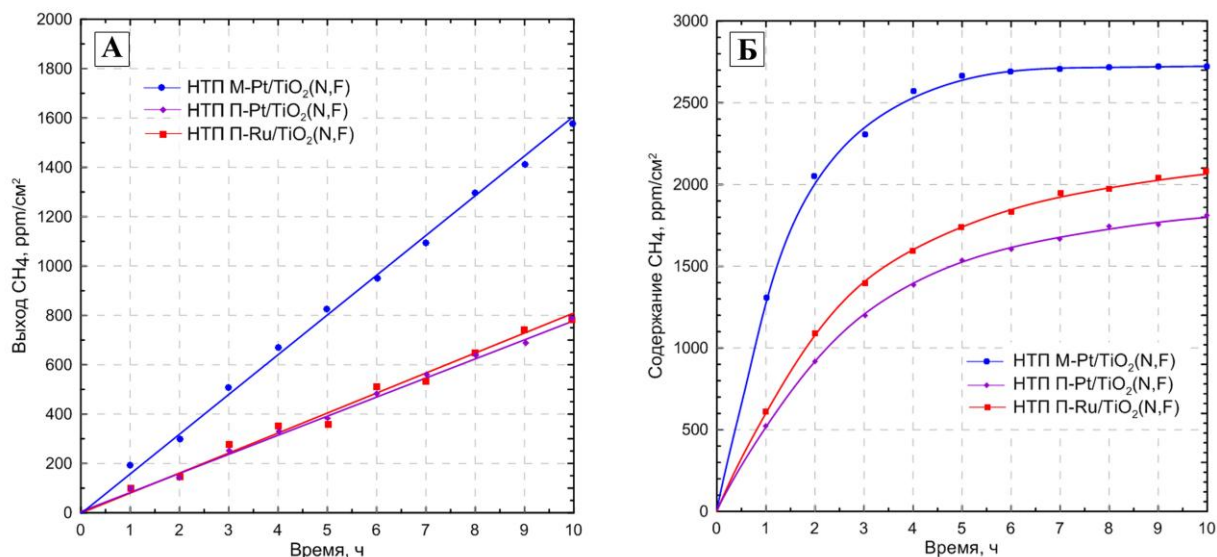 А
НТП М-Pt/TiO₂(N,F)
НТП П-Pt/TiO₂(N,F)
НТП П-Ru/TiO₂(N,F)
Выход CH₄, ppm/см²
2000
1800
1600
1400
1200
1000
800
600
400
200
0
0 1 2 3 4 5 6 7 8 9 10
Время, ч
Б
НТП М-Pt/TiO₂(N,F)
НТП П-Pt/TiO₂(N,F)
НТП П-Ru/TiO₂(N,F)
Содержание CH₄, ppm/см²
3000
2500
2000
1500
1000
500
0
0 1 2 3 4 5 6 7 8 9 10
Время, ч